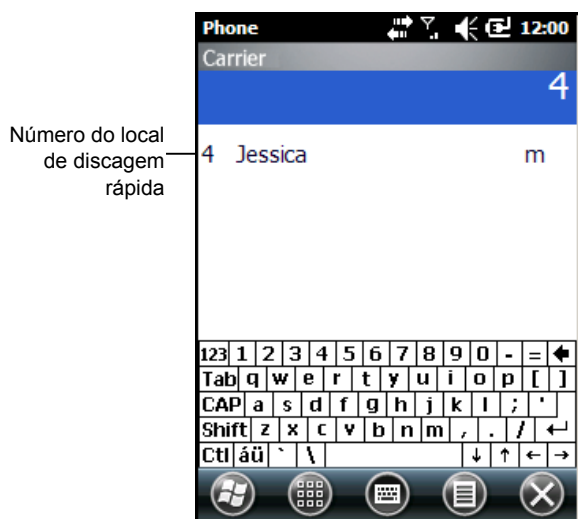 Phone 12:00
Carrier
4
Número do local
de discagem
rápida
4 Jessica m
123 1 2 3 4 5 6 7 8 9 0 - =
Tab q w e r t y u i o p [ ]
CAP a s d f g h j k l ; '
Shift z x c v b n m , . / ↵
Ctl áü ` \ ↓ ↑ ← →